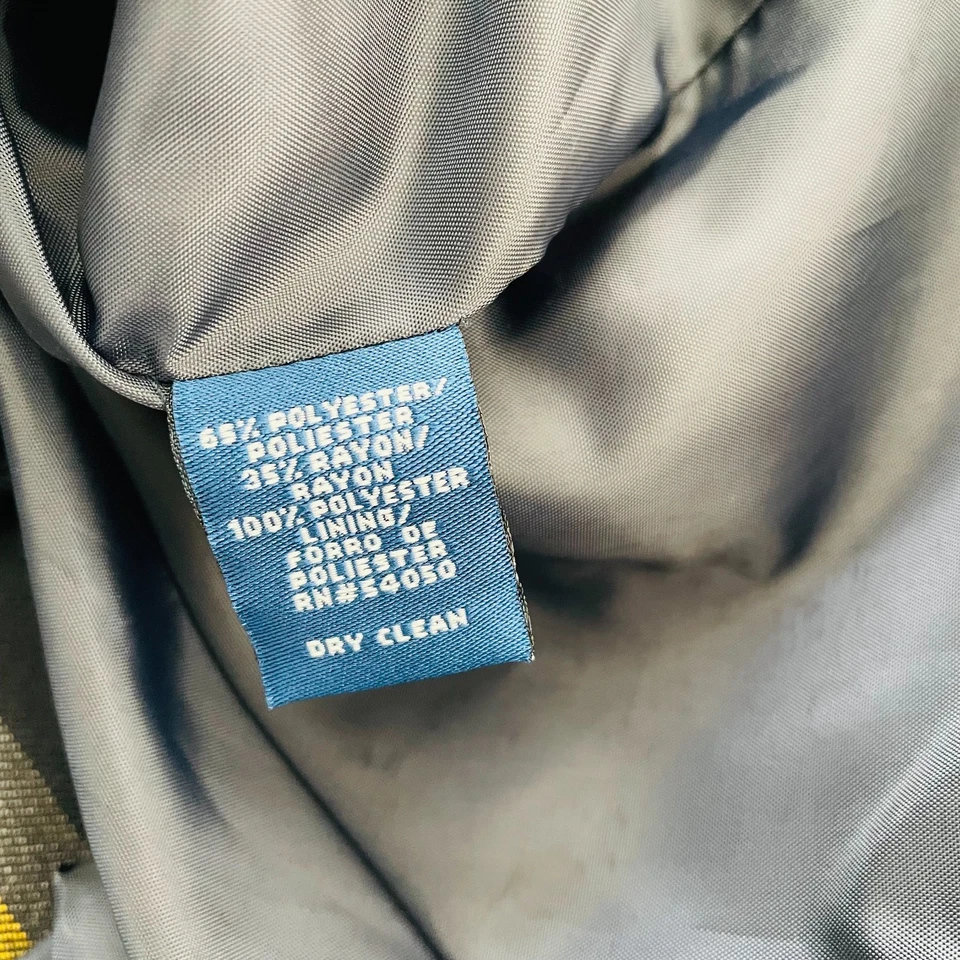 65% POLYESTER/
POLIESTER
35% RAYON/
RAYON
100% POLYESTER
LINING/
FORRO DE
POLIESTER
RN#54050
DRY CLEAN